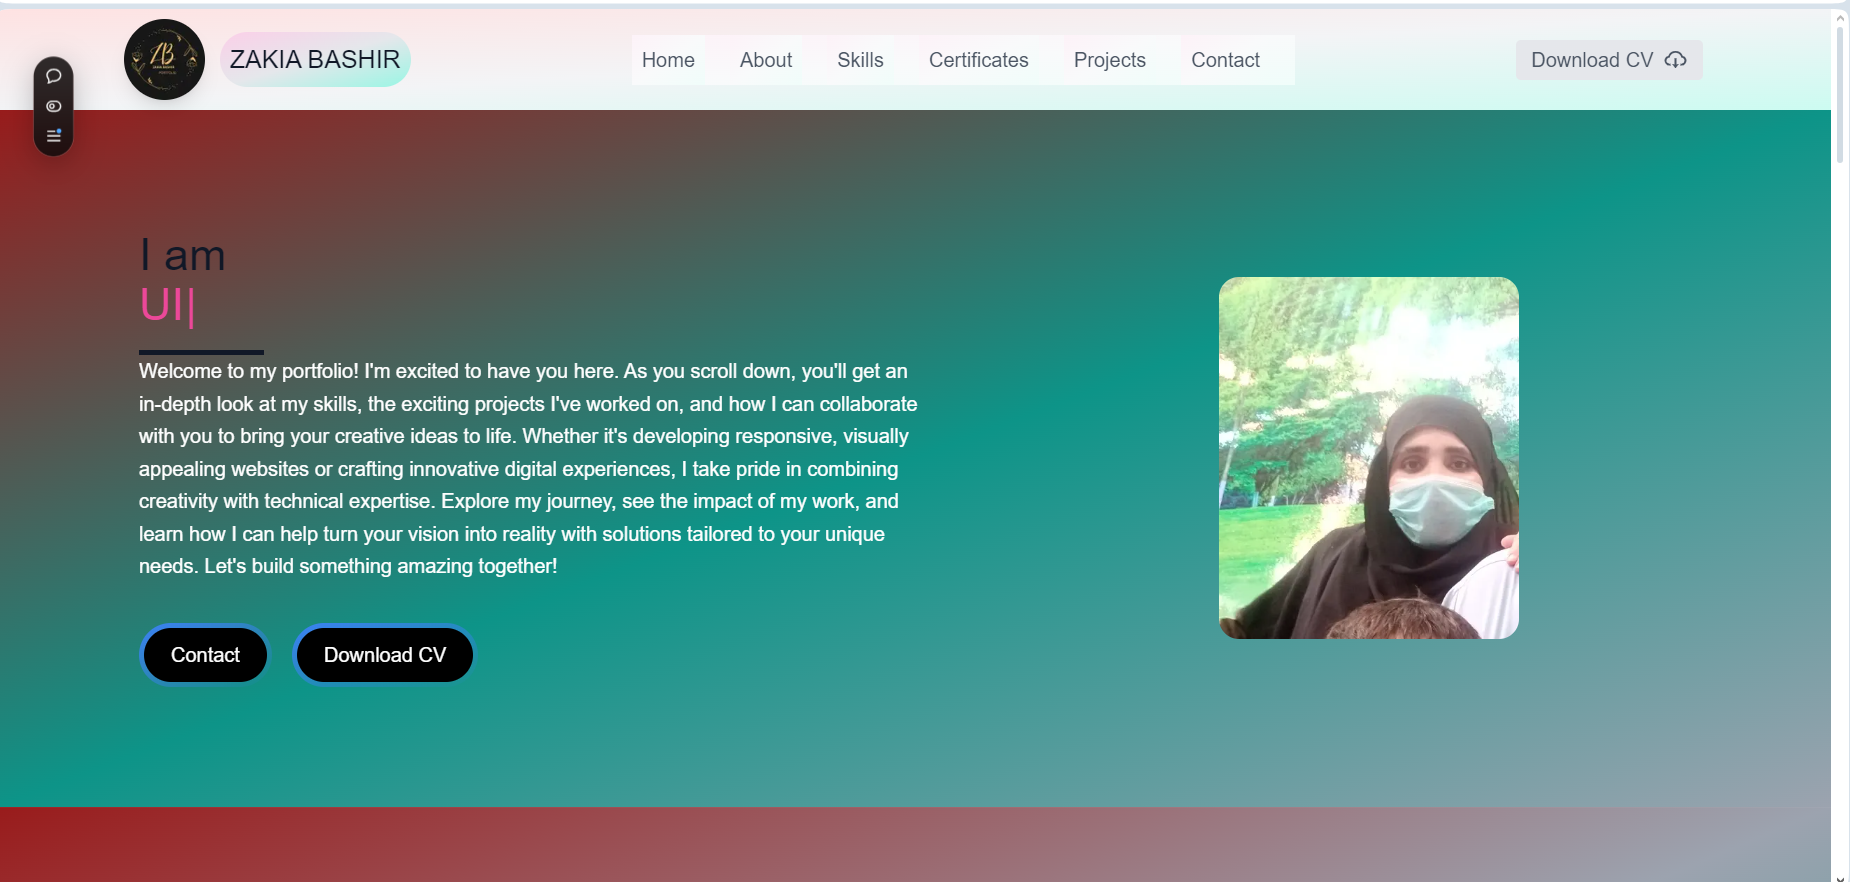 ZB
ZAKIA BASHIR
Home
About
Skills
Certificates
Projects
Contact
Download CV
I am
UI|
Welcome to my portfolio! I'm excited to have you here. As you scroll down, you'll get an
in-depth look at my skills, the exciting projects I've worked on, and how I can collaborate
with you to bring your creative ideas to life. Whether it's developing responsive, visually
appealing websites or crafting innovative digital experiences, I take pride in combining
creativity with technical expertise. Explore my journey, see the impact of my work, and
learn how I can help turn your vision into reality with solutions tailored to your unique
needs. Let's build something amazing together!
Contact
Download CV